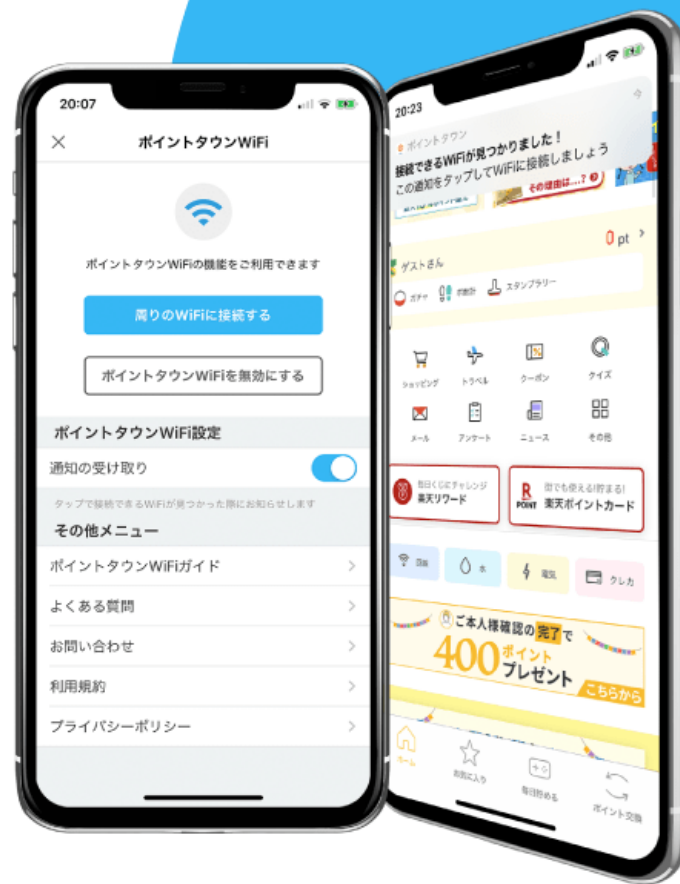 20:07
ポイントタウンWiFi
ポイントタウンWiFiの機能をご利用できます
周りのWiFiに接続する
ポイントタウンWiFiを無効にする
ポイントタウンWiFi設定
通知の受け取り
タップで接続できるWiFiが見つかった際にお知らせします
その他メニュー
ポイントタウンWiFiガイド
よくある質問
お問い合わせ
利用規約
プライバシーポリシー
20:23
ポイントタウン
今
接続できるWiFiが見つかりました!
この通知をタップしてWiFiに接続しましょう
その理由は....?
0 pt
ゲストさん
ガチャ
歩数計
スタンプラリー
ショッピング
トラベル
クーポン
クイズ
メール
アンケート
ニュース
その他
毎日くじにチャレンジ
楽天リワード
R
POINT
街でも使える!貯まる!
楽天ポイントカード
回線
水
電気
クレカ
ご本人様確認の完了で
400ポイント
プレゼント
こちらから
ホーム
お気に入り
毎日貯める
ポイント交換